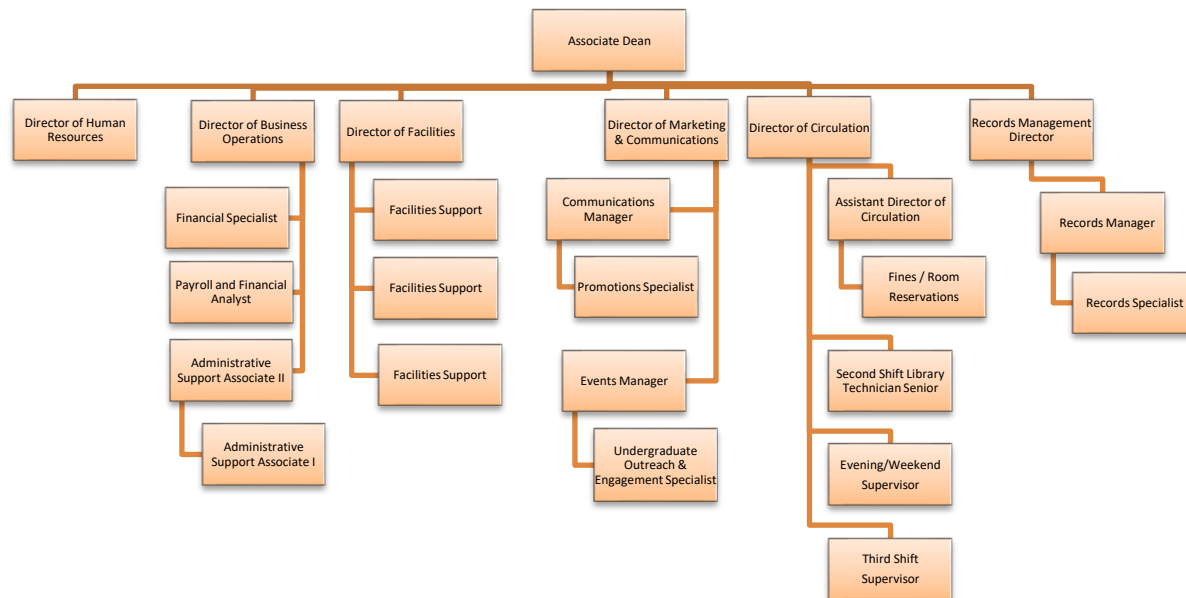 Associate Dean
Director of Human
Resources
Director of Business
Operations
Director of Facilities
Director of Marketing
& Communications
Director of Circulation
Records Management
Director
Financial Specialist
Payroll and Financial
Analyst
Administrative
Support Associate II
Administrative
Support Associate I
Facilities Support
Facilities Support
Facilities Support
Communications
Manager
Promotions Specialist
Events Manager
Undergraduate
Outreach &
Engagement Specialist
Assistant Director of
Circulation
Fines / Room
Reservations
Second Shift Library
Technician Senior
Evening/Weekend
Supervisor
Third Shift
Supervisor
Records Manager
Records Specialist